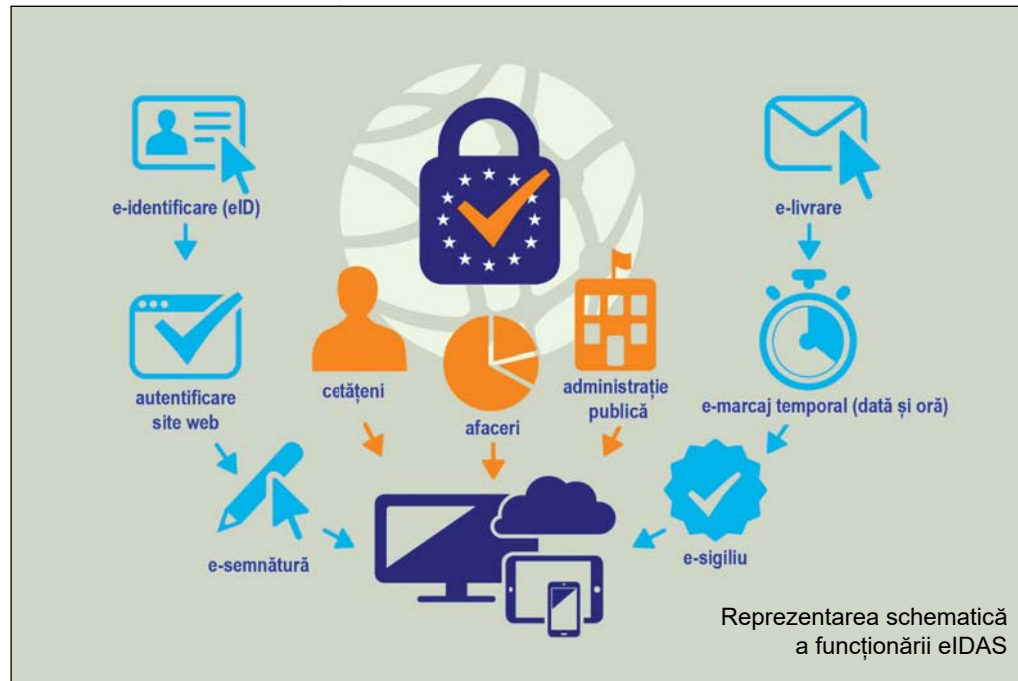 e-identificare (eID)
e-livrare
autentificare
site web
cetățeni
afaceri
administrație
publică
e-marcaj temporal (dată și oră)
e-semnătură
e-sigiliu
Reprezentarea schematică
a funcționării eIDAS